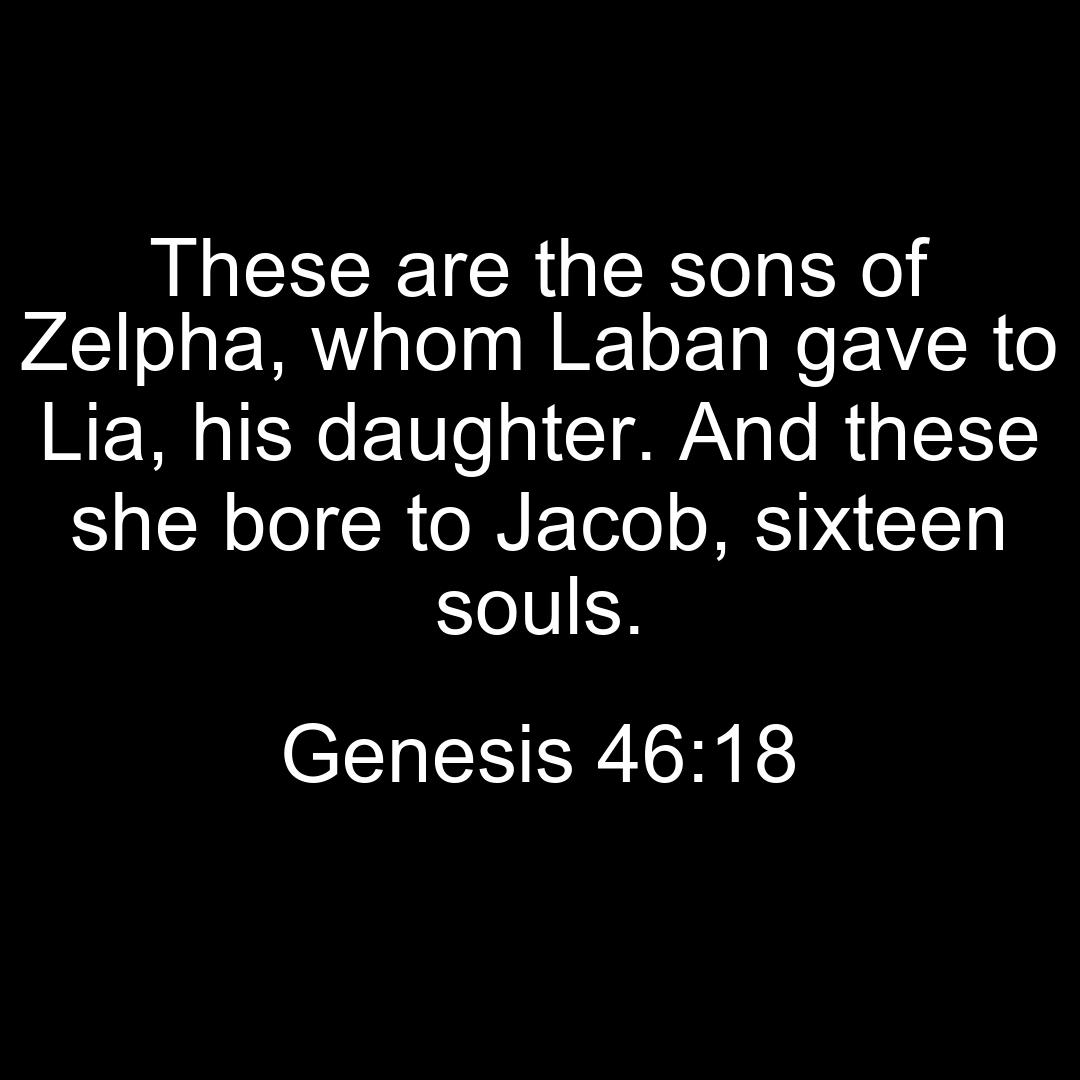 These are the sons of
Zelpha, whom Laban gave to
Lia, his daughter. And these
she bore to Jacob, sixteen
souls.
Genesis 46:18